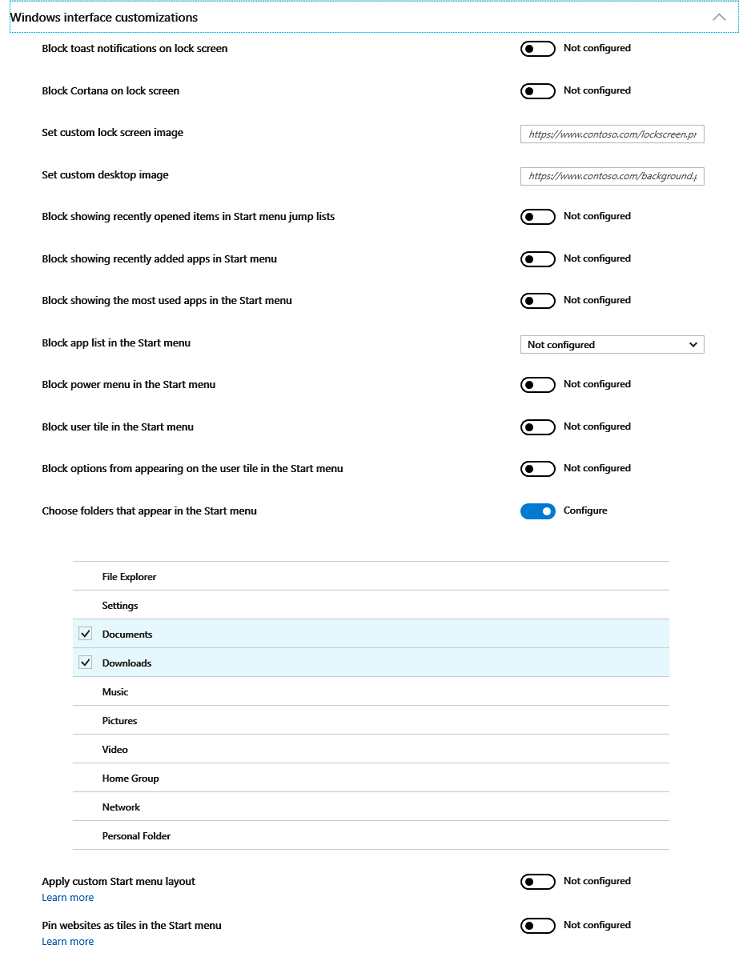 Windows interface customizations
Block toast notifications on lock screen Not configured
Block Cortana on lock screen Not configured
Set custom lock screen image https://www.contoso.com/lockscreen.pr
Set custom desktop image https://www.contoso.com/background.p
Block showing recently opened items in Start menu jump lists Not configured
Block showing recently added apps in Start menu Not configured
Block showing the most used apps in the Start menu Not configured
Block app list in the Start menu Not configured
Block power menu in the Start menu Not configured
Block user tile in the Start menu Not configured
Block options from appearing on the user tile in the Start menu Not configured
Choose folders that appear in the Start menu Configure
File Explorer
Settings
Documents
Downloads
Music
Pictures
Video
Home Group
Network
Personal Folder
Apply custom Start menu layout Not configured
Learn more
Pin websites as tiles in the Start menu Not configured
Learn more